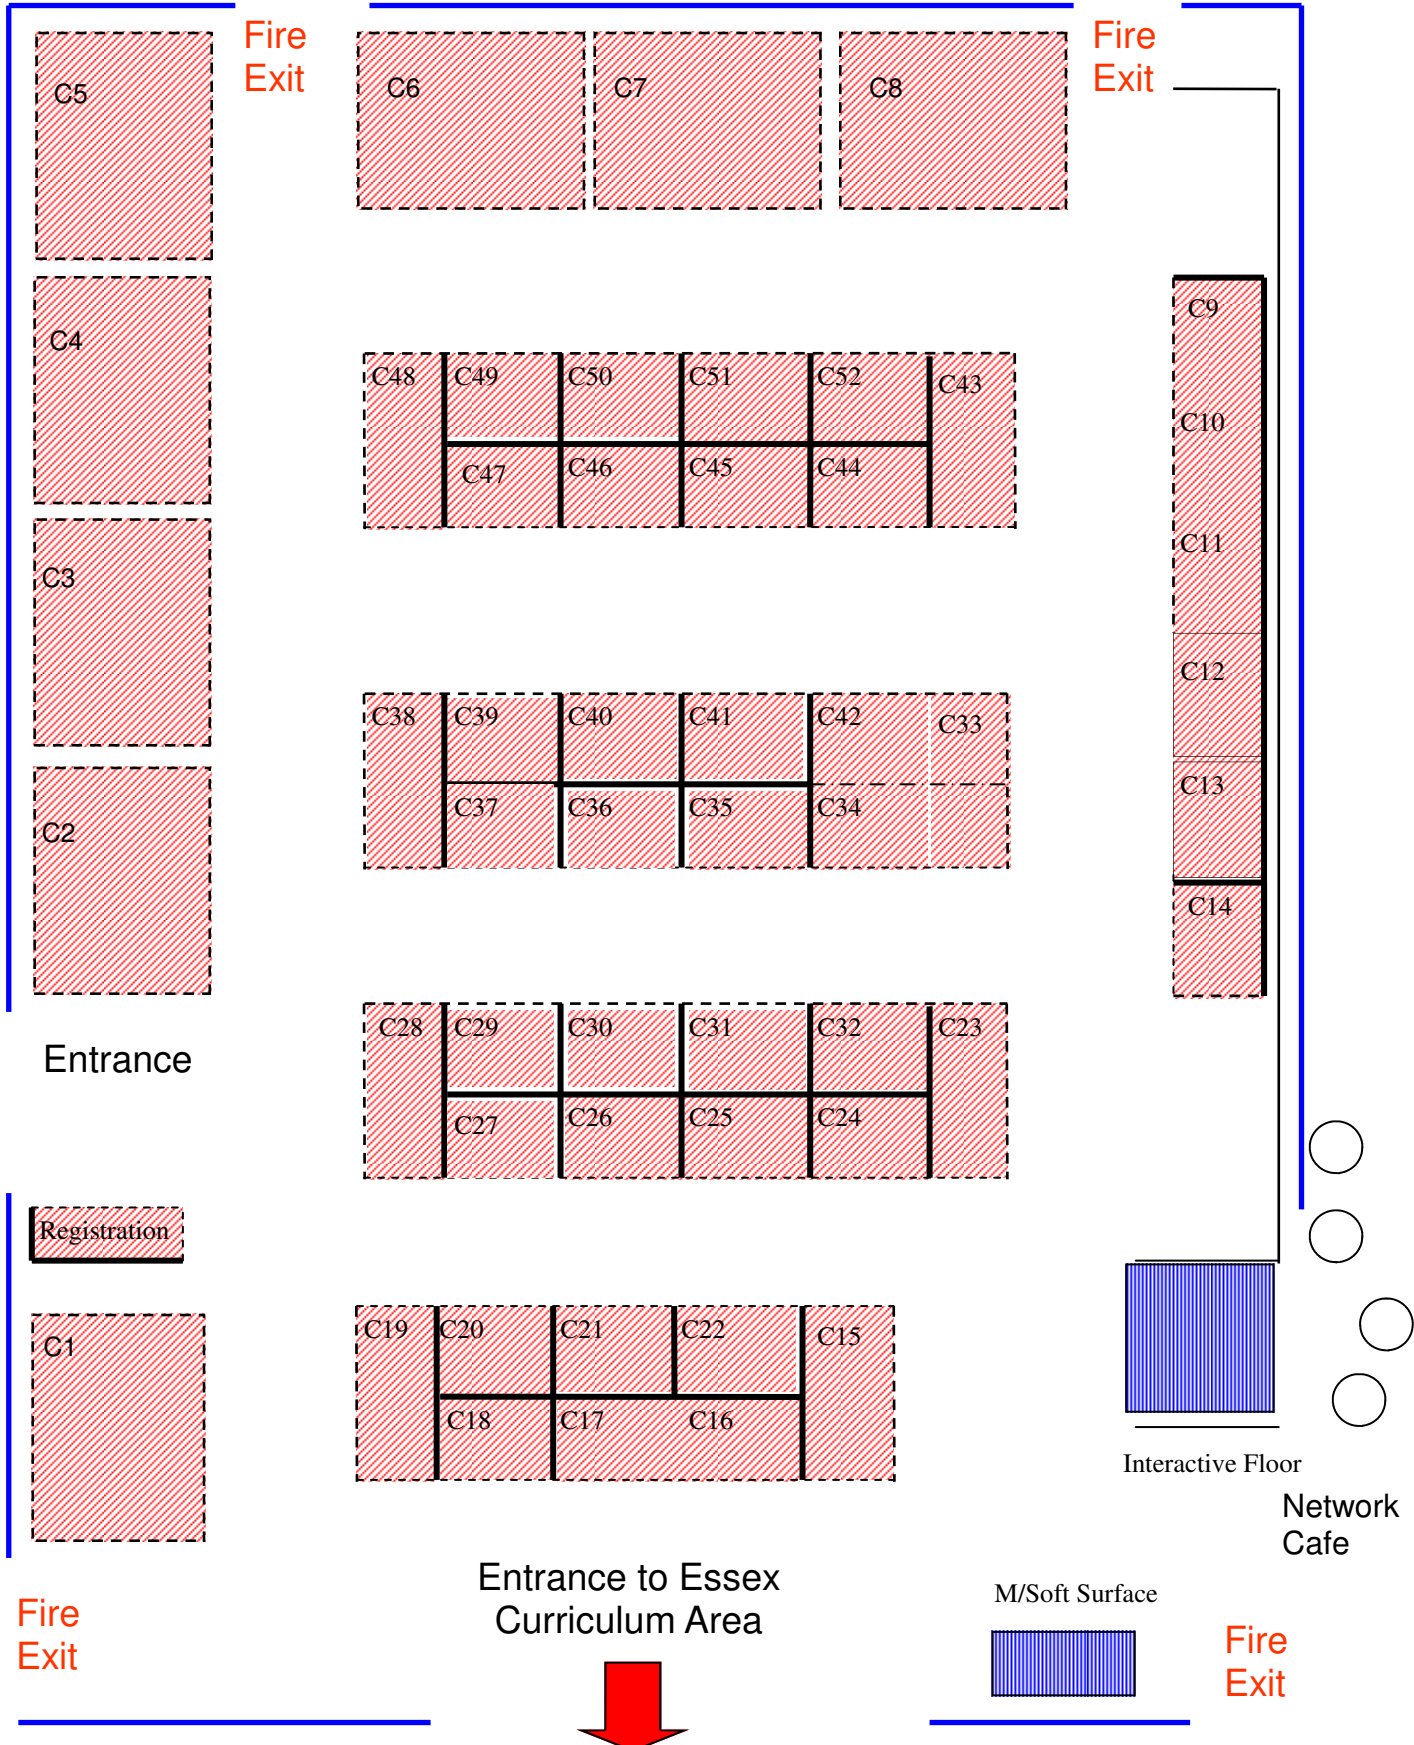 Fire
Exit
Fire
Exit
C5
C6
C7
C8
C9
C4
C48
C49
C50
C51
C52
C43
C10
C47
C46
C45
C44
C11
C3
C12
C38
C39
C40
C41
C42
C33
C13
C37
C36
C35
C34
C2
C14
C28
C29
C30
C31
C32
C23
Entrance
C27
C26
C25
C24
Registration
C1
C19
C20
C21
C22
C15
C18
C17
C16
Interactive Floor
Network
Cafe
Entrance to Essex
Curriculum Area
M/Soft Surface
Fire
Exit
Fire
Exit